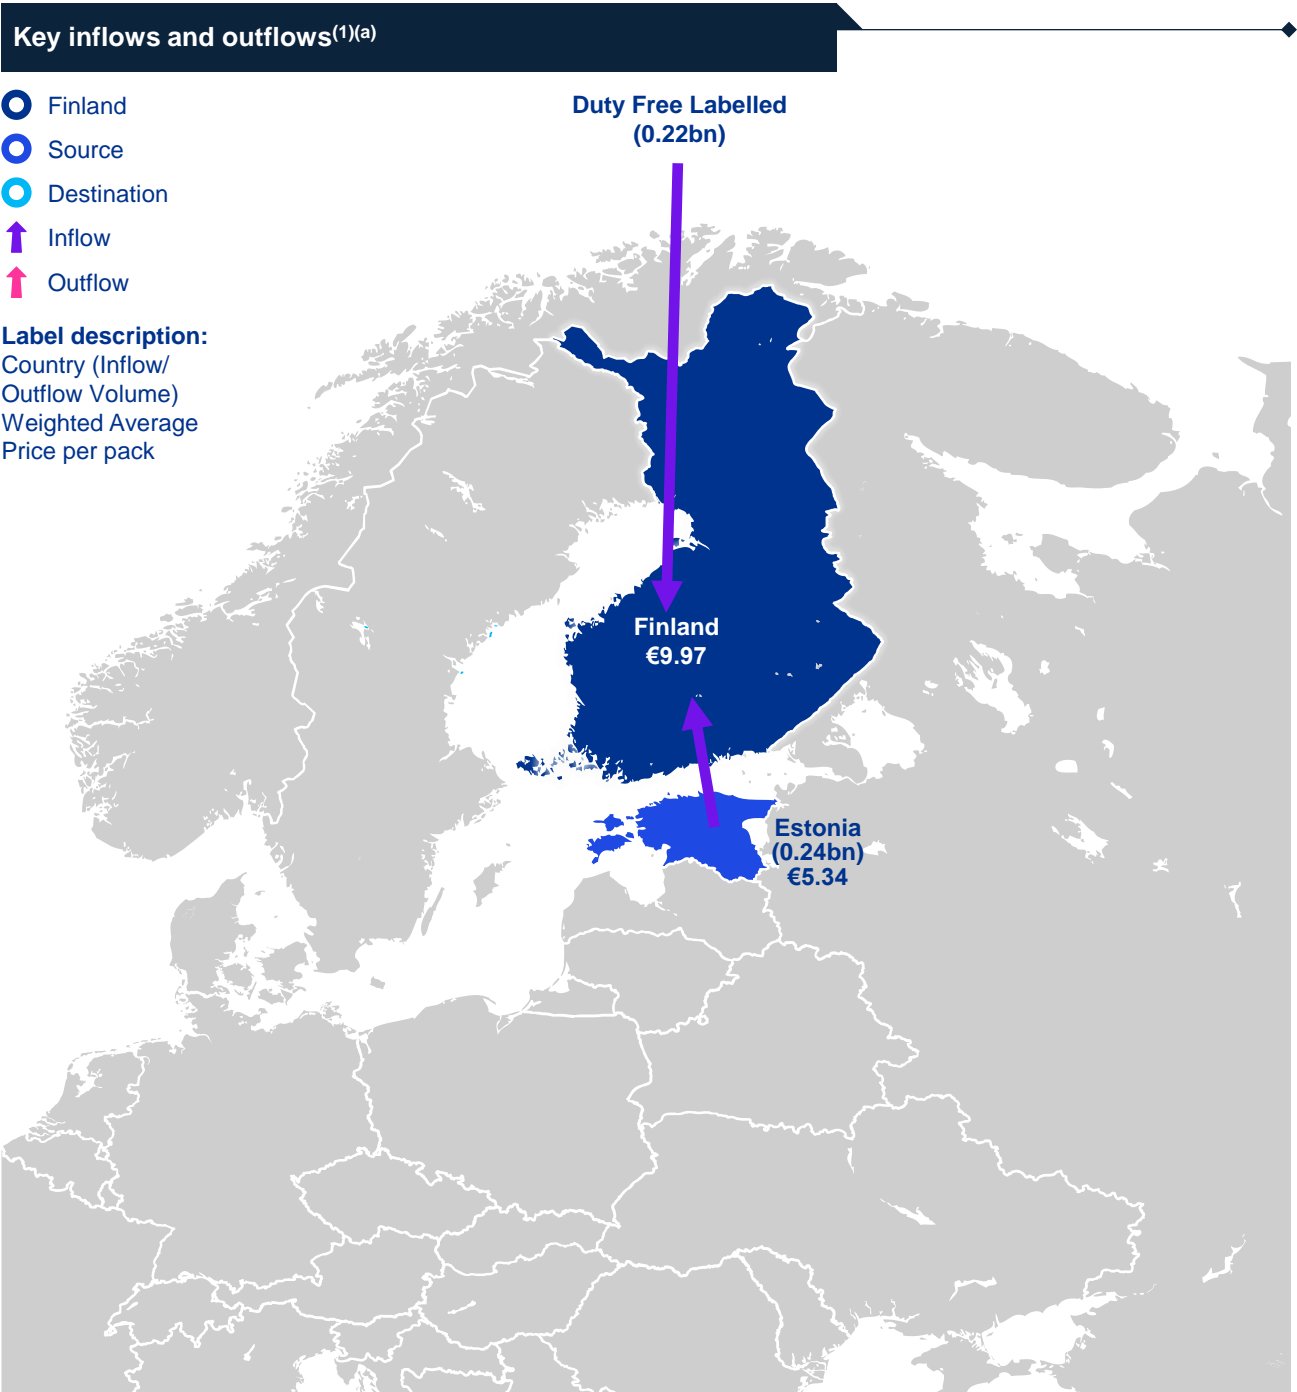 Key inflows and outflows(1)(a)
Finland
Source
Destination
Inflow
Outflow
Label description:
Country (Inflow/
Outflow Volume)
Weighted Average
Price per pack
Duty Free Labelled
(0.22bn)
Finland
€9.97
Estonia
(0.24bn)
€5.34